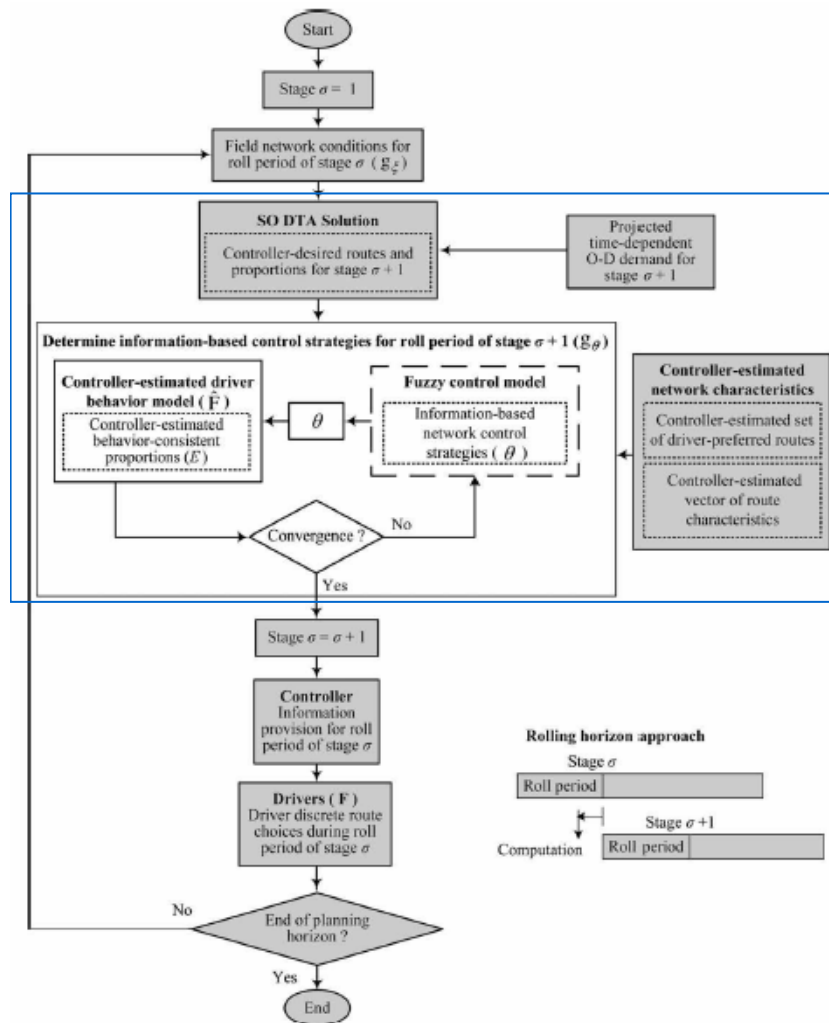 Start
Stage σ = 1
Field network conditions for
roll period of stage σ (gξ)
SO DTA Solution
Controller-desired routes and
proportions for stage σ + 1
Projected
time-dependent
O-D demand for
stage σ + 1
Determine information-based control strategies for roll period of stage σ + 1 (gθ)
Controller-estimated driver
behavior model (F̂)
Controller-estimated
behavior-consistent
proportions (E)
θ
Fuzzy control model
Information-based
network control
strategies (θ)
Controller-estimated
network characteristics
Controller-estimated set
of driver-preferred routes
Controller-estimated
vector of route
characteristics
Convergence ?
No
Yes
Stage σ = σ + 1
Controller
Information
provision for roll
period of stage σ
Drivers (F)
Driver discrete route
choices during roll
period of stage σ
Rolling horizon approach
Stage σ
Roll period
Stage σ +1
Computation
Roll period
No
End of planning
horizon ?
Yes
End